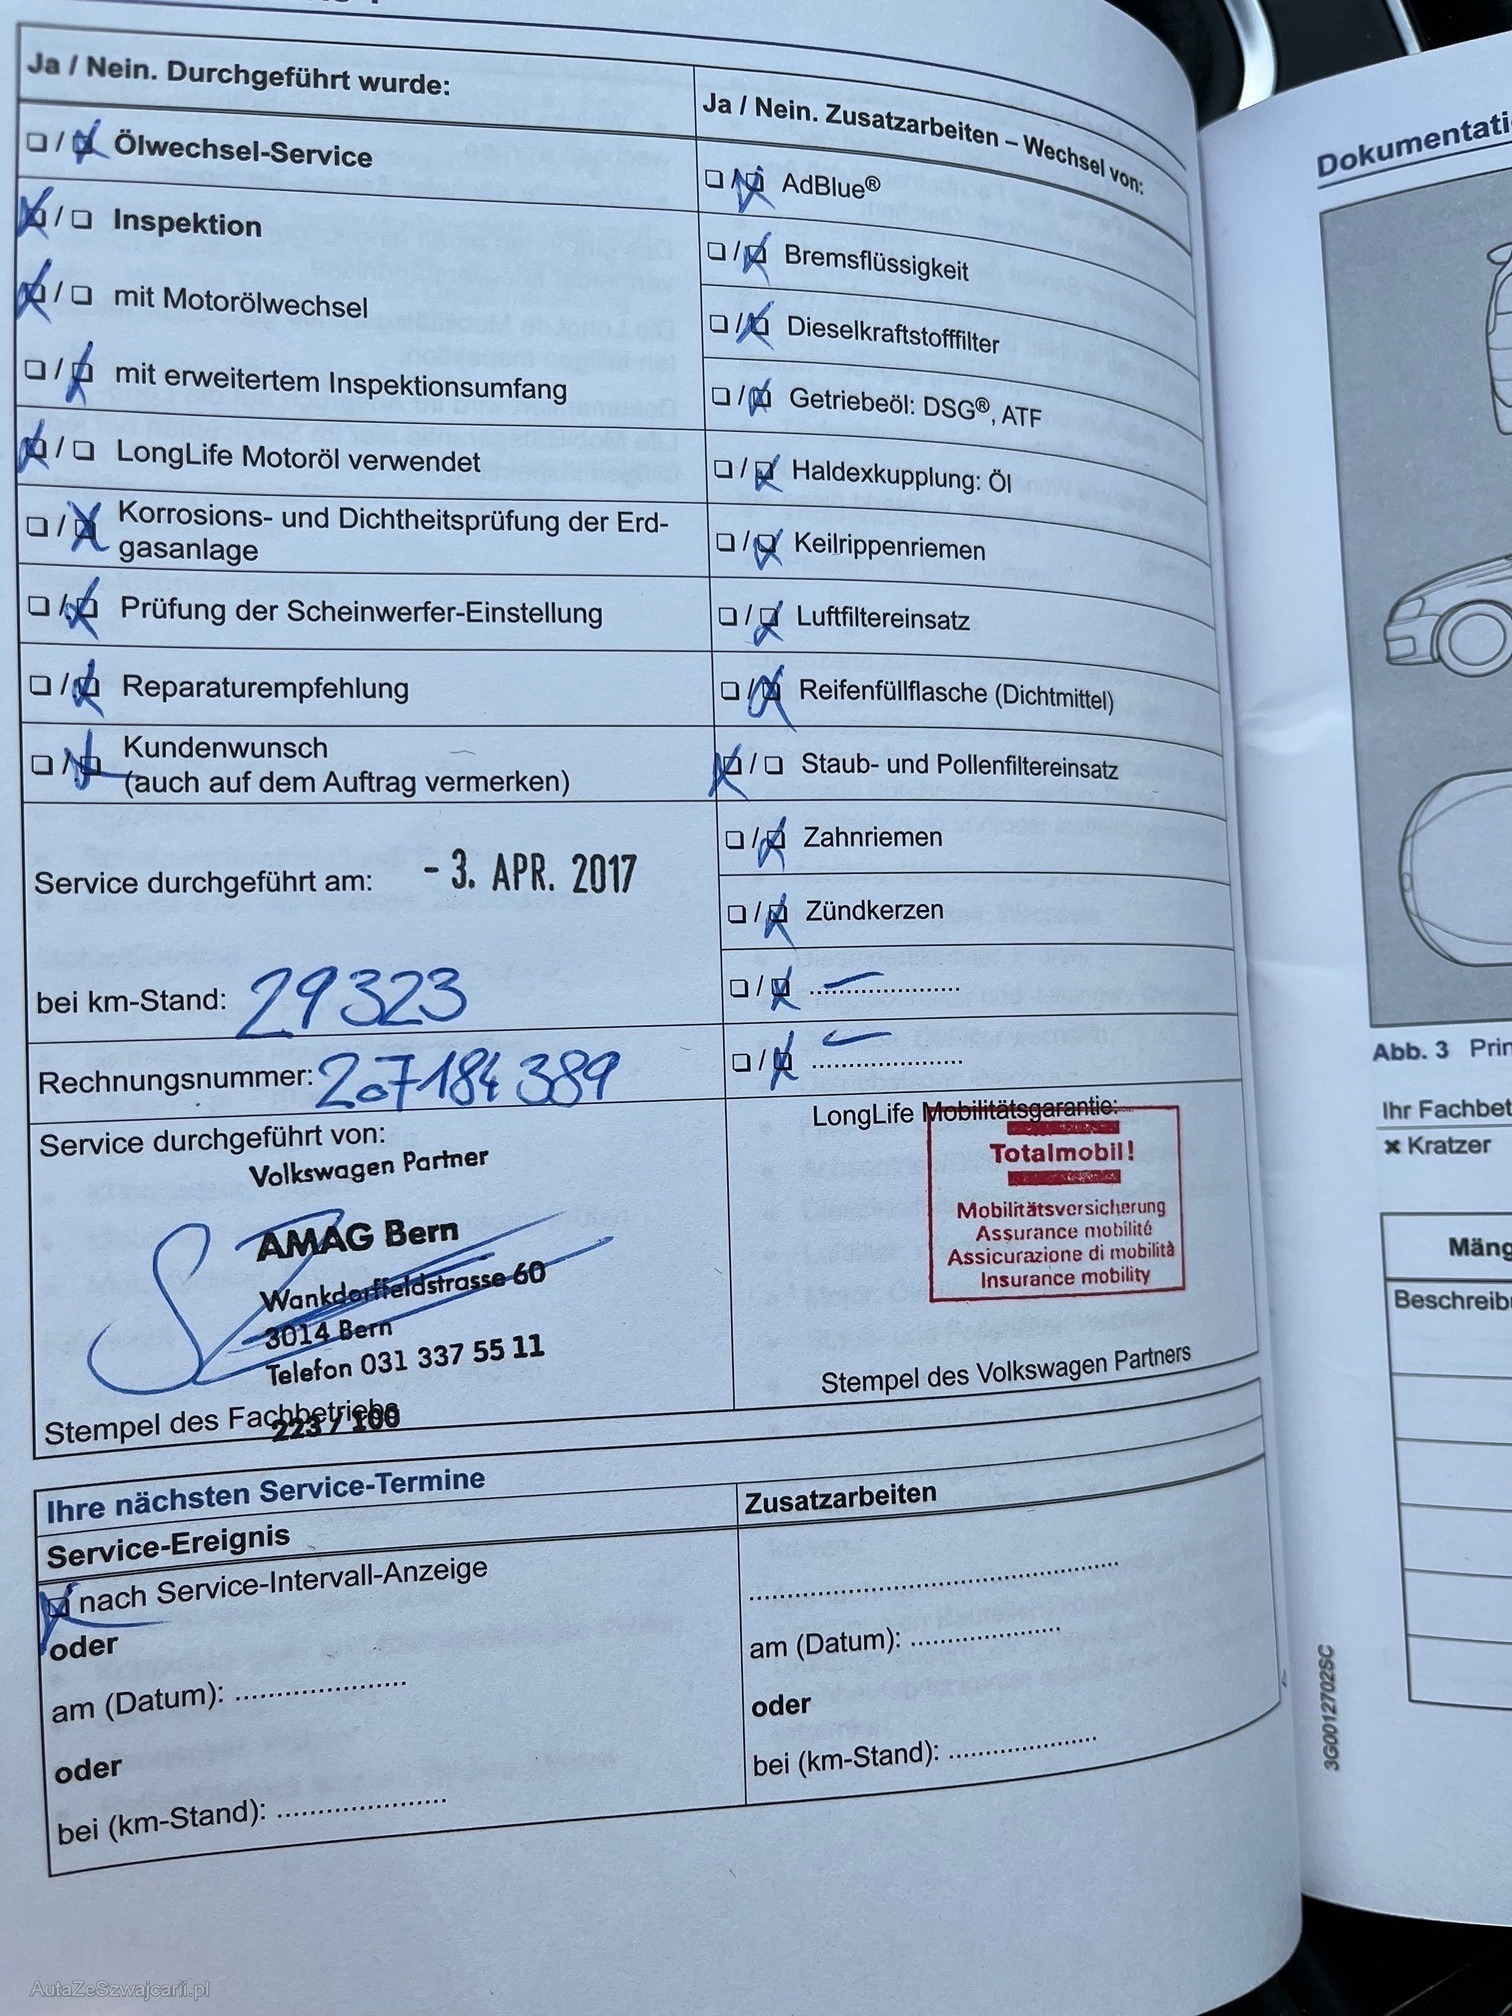 Ja / Nein. Durchgeführt wurde:
❏ / ❏ Ölwechsel-Service
❏ / ❏ Inspektion
❏ / ❏ mit Motorölwechsel
❏ / ❏ mit erweitertem Inspektionsumfang
❏ / ❏ LongLife Motoröl verwendet
❏ / ❏ Korrosions- und Dichtheitsprüfung der Erd-
gasanlage
❏ / ❏ Prüfung der Scheinwerfer-Einstellung
❏ / ❏ Reparaturempfehlung
❏ / ❏ Kundenwunsch
(auch auf dem Auftrag vermerken)
Service durchgeführt am: - 3. APR. 2017
bei km-Stand: 29323
Rechnungsnummer: 207184389
Service durchgeführt von:
Volkswagen Partner
AMAG Bern
Wankdorffeldstrasse 60
3014 Bern
Telefon 031 337 55 11
Stempel des Fachbetriebs
223 / 100
Ja / Nein. Zusatzarbeiten – Wechsel von:
❏ / ❏ AdBlue®
❏ / ❏ Bremsflüssigkeit
❏ / ❏ Dieselkraftstofffilter
❏ / ❏ Getriebeöl: DSG®, ATF
❏ / ❏ Haldexkupplung: Öl
❏ / ❏ Keilrippenriemen
❏ / ❏ Luftfiltereinsatz
❏ / ❏ Reifenfüllflasche (Dichtmittel)
❏ / ❏ Staub- und Pollenfiltereinsatz
❏ / ❏ Zahnriemen
❏ / ❏ Zündkerzen
❏ / ❏ ....................
❏ / ❏ ....................
LongLife Mobilitätsgarantie:
Totalmobil!
Mobilitätsversicherung
Assurance mobilité
Assicurazione di mobilità
Insurance mobility
Stempel des Volkswagen Partners
Ihre nächsten Service-Termine
Service-Ereignis
❏ nach Service-Intervall-Anzeige
oder
am (Datum): ......................
oder
bei (km-Stand): ......................
Zusatzarbeiten
..................................................
am (Datum): ....................
oder
bei (km-Stand): ....................
Dokumentati
Abb. 3 Prin
Ihr Fachbet
✖ Kratzer
Mäng
Beschreibu
3G0012702SC
AutaZeSzwajcarii.pl